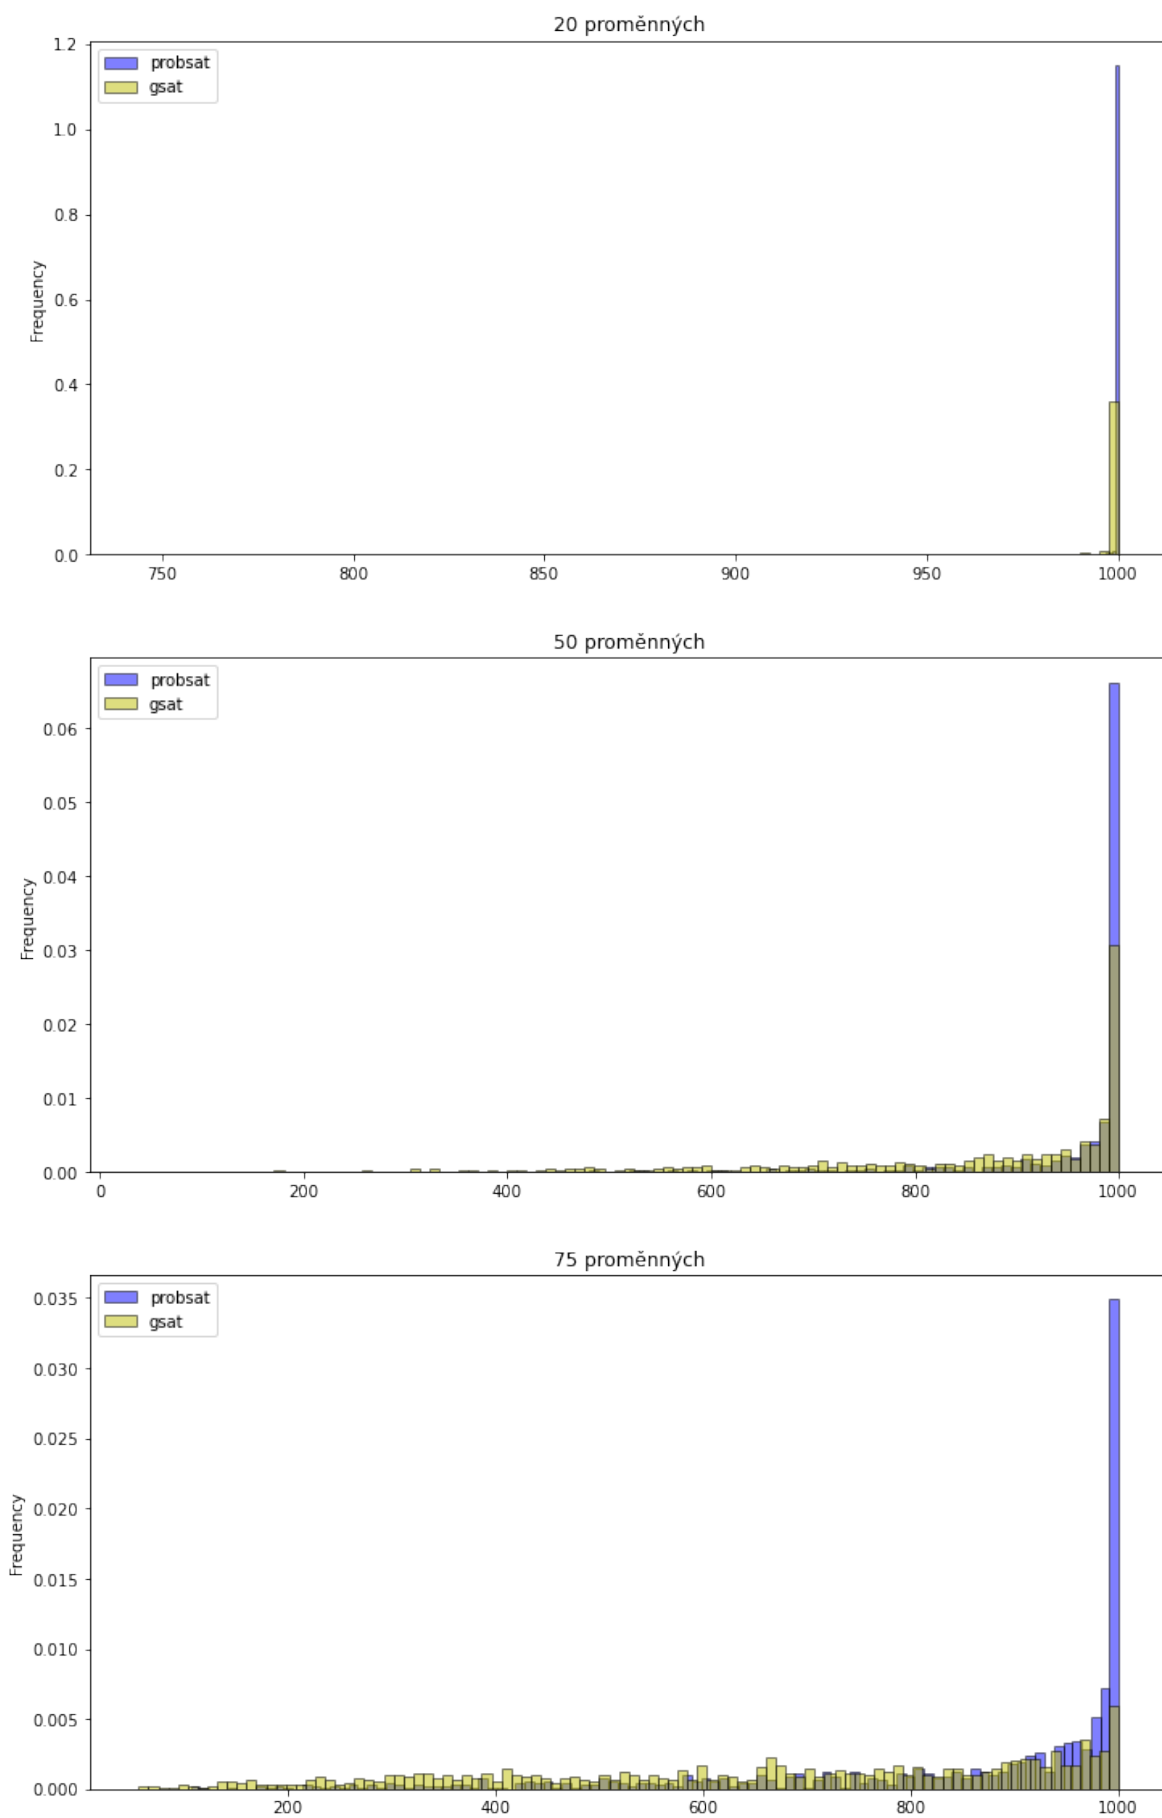 20 proměnných
probsat
gsat
Frequency
1.2
1.0
0.8
0.6
0.4
0.2
0.0
750 800 850 900 950 1000
50 proměnných
probsat
gsat
Frequency
0.06
0.05
0.04
0.03
0.02
0.01
0.00
0 200 400 600 800 1000
75 proměnných
probsat
gsat
Frequency
0.035
0.030
0.025
0.020
0.015
0.010
0.005
0.000
200 400 600 800 1000